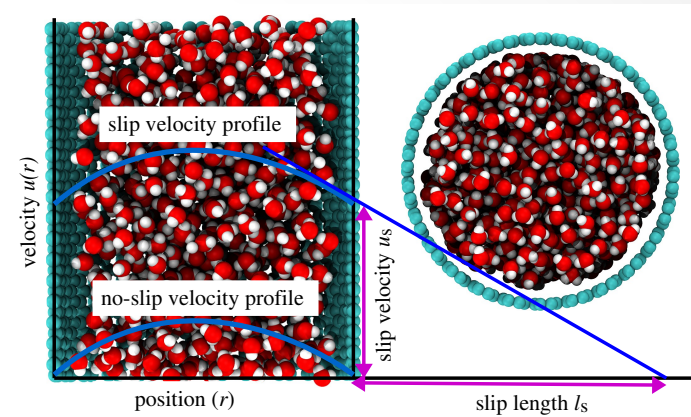 slip velocity profile
velocity u(r)
slip velocity uS
no-slip velocity profile
position (r)
slip length lS